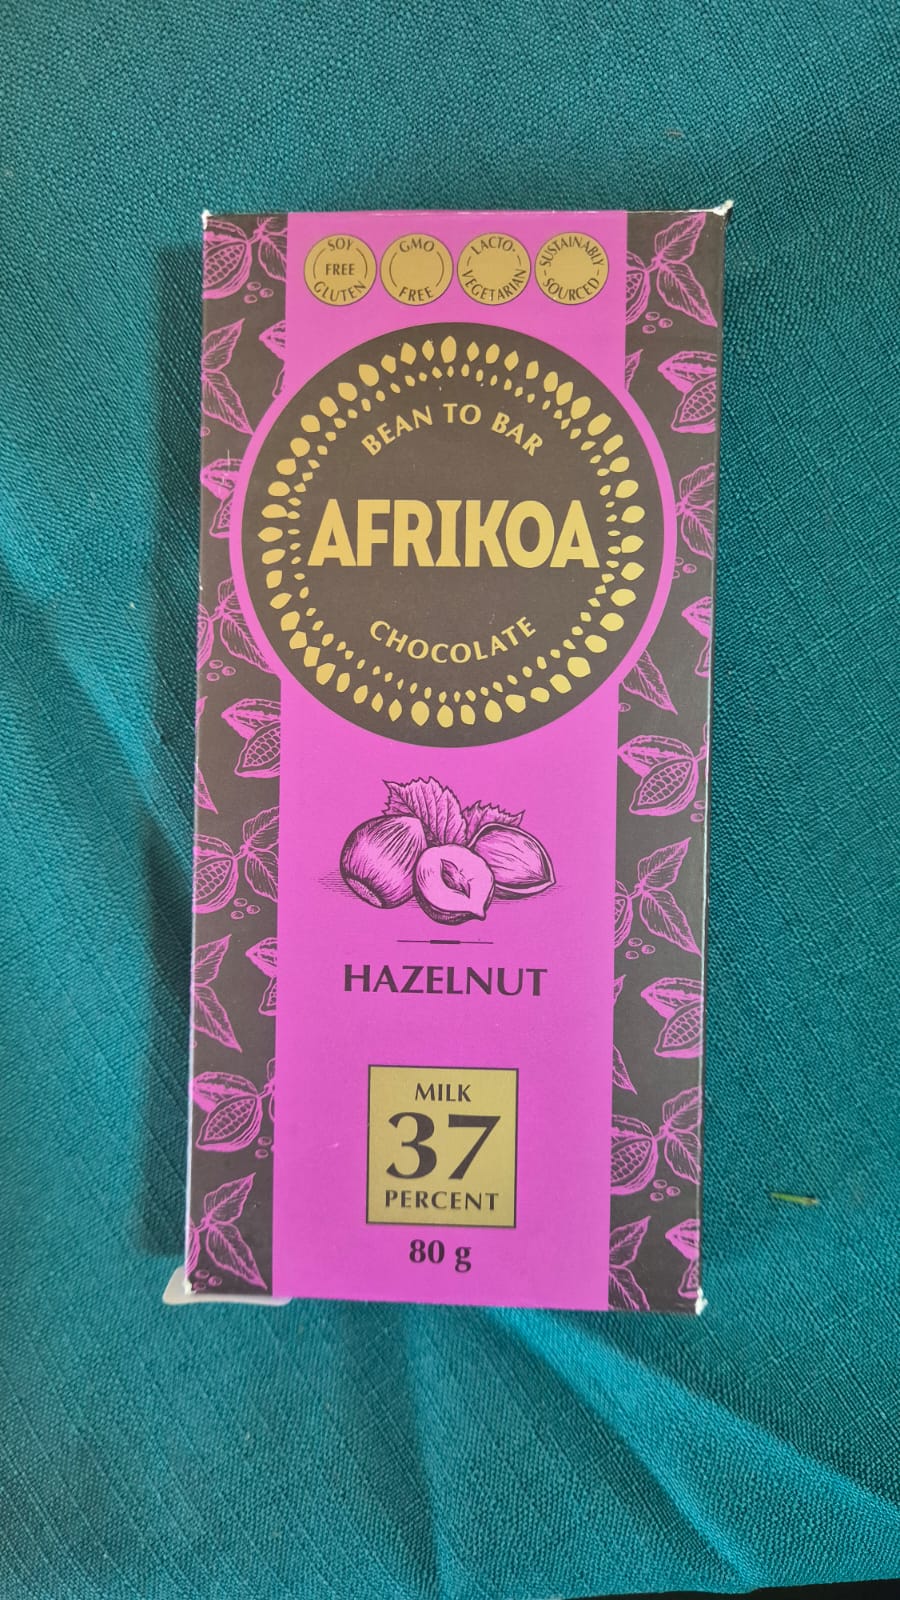 SOY
FREE
GLUTEN
GMO
FREE
LACTO-
VEGETARIAN
SUSTAINABLY
SOURCED
BEAN TO BAR
AFRIKOA
CHOCOLATE
HAZELNUT
MILK
37
PERCENT
80 g